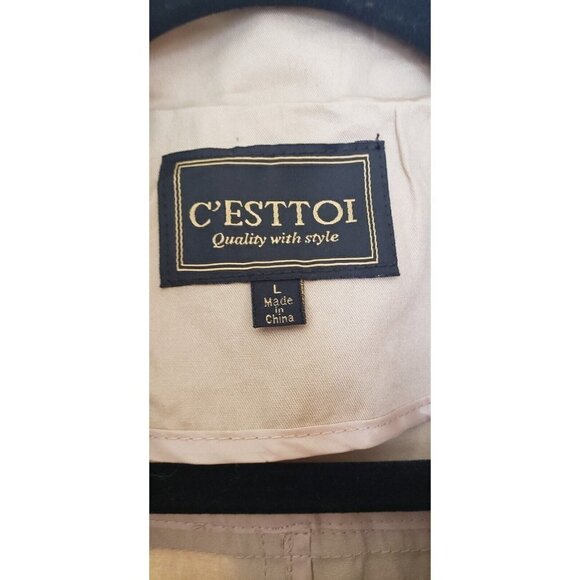 C'ESTTOI
Quality with style
L
Made
in
China